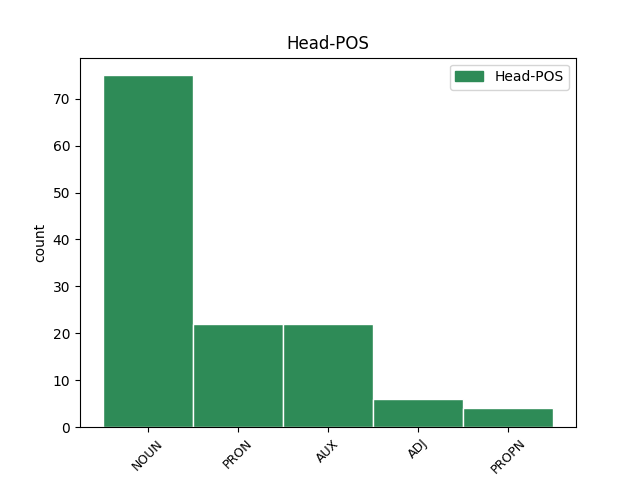 Head-POS
Head-POS
70
60
50
40
30
20
10
0
count
NOUN
PRON
AUX
ADJ
PROPN